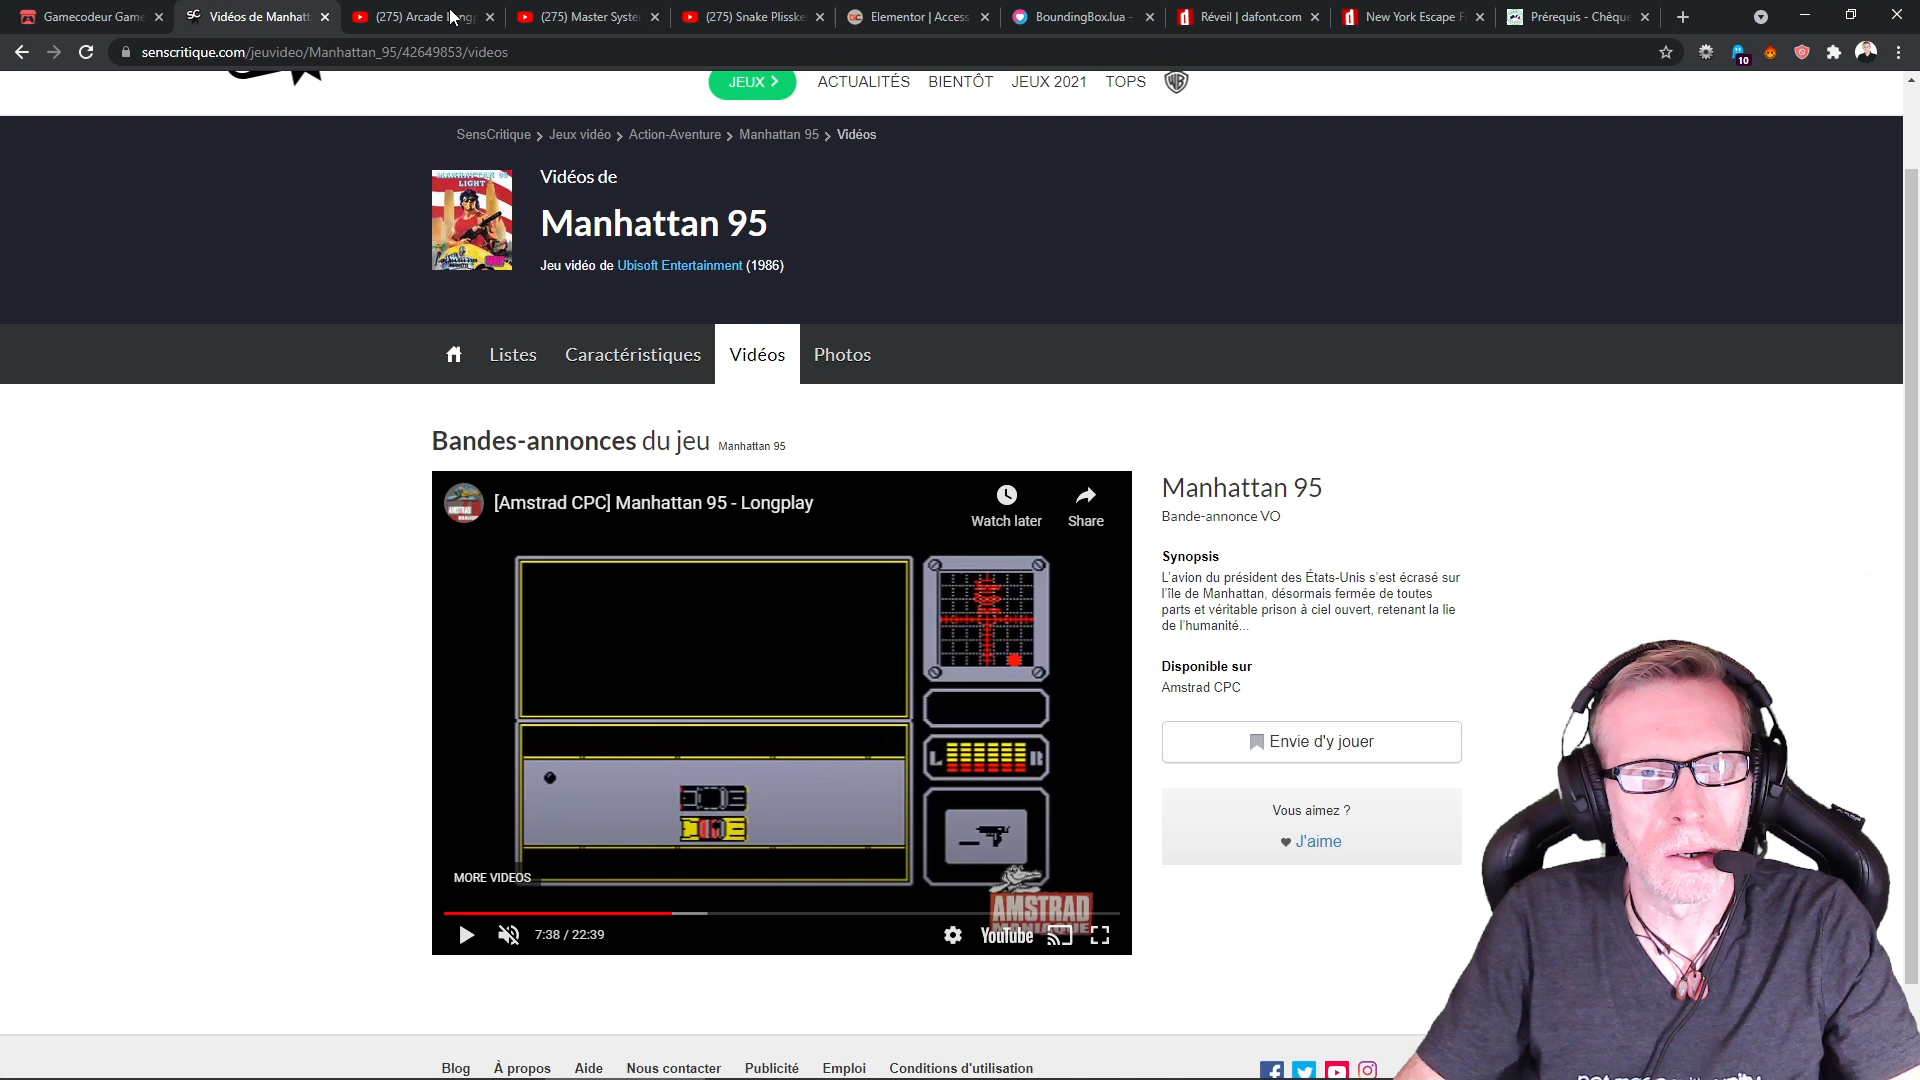 Gamecodeur Game
Vidéos de Manhatt
(275) Arcade Long
(275) Master Syste
(275) Snake Plisske
Elementor | Access
BoundingBox.lua -
Réveil | dafont.com
New York Escape F
Prérequis - Chèque
senscritique.com/jeuvideo/Manhattan_95/42649853/videos
10
JEUX
ACTUALITÉS
BIENTÔT
JEUX 2021
TOPS
SensCritique > Jeux vidéo > Action-Aventure > Manhattan 95 > Vidéos
LIGHT
Vidéos de
Manhattan 95
Jeu vidéo de Ubisoft Entertainment (1986)
Listes
Caractéristiques
Vidéos
Photos
Bandes-annonces du jeu Manhattan 95
[Amstrad CPC] Manhattan 95 - Longplay
Watch later
Share
L
R
MORE VIDEOS
AMSTRAD
7:38 / 22:39
YouTube
Manhattan 95
Bande-annonce VO
Synopsis
L'avion du président des États-Unis s'est écrasé sur
l'île de Manhattan, désormais fermée de toutes
parts et véritable prison à ciel ouvert, retenant la lie
de l'humanité...
Disponible sur
Amstrad CPC
Envie d'y jouer
Vous aimez ?
J'aime
Blog
À propos
Aide
Nous contacter
Publicité
Emploi
Conditions d'utilisation